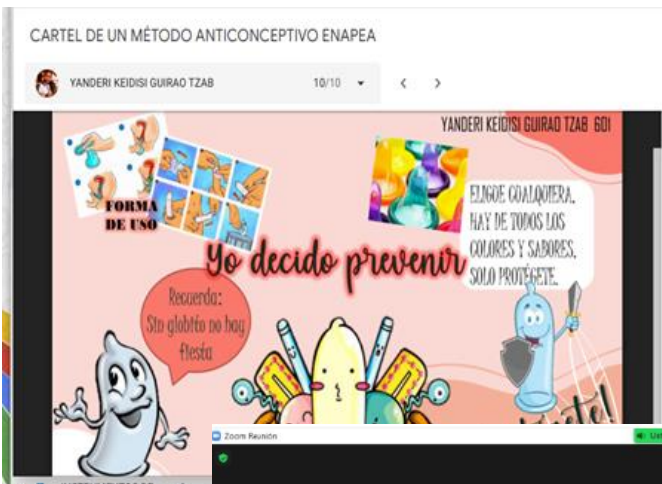 CARTEL DE UN MÉTODO ANTICONCEPTIVO ENAPEA
YANDERI KEIDISI GUIRAO TZAB 10/10
YANDERI KEIDISI GUIRAO TZAB 601
FORMA
DE USO
ELIGUE CUALQUIERA.
HAY DE TODOS LOS
COLORES Y SABORES,
SOLO PROTÉGETE.
Yo decido prevenir
Recuerda:
Sin globito no hay
fiesta
Zoom Reunión